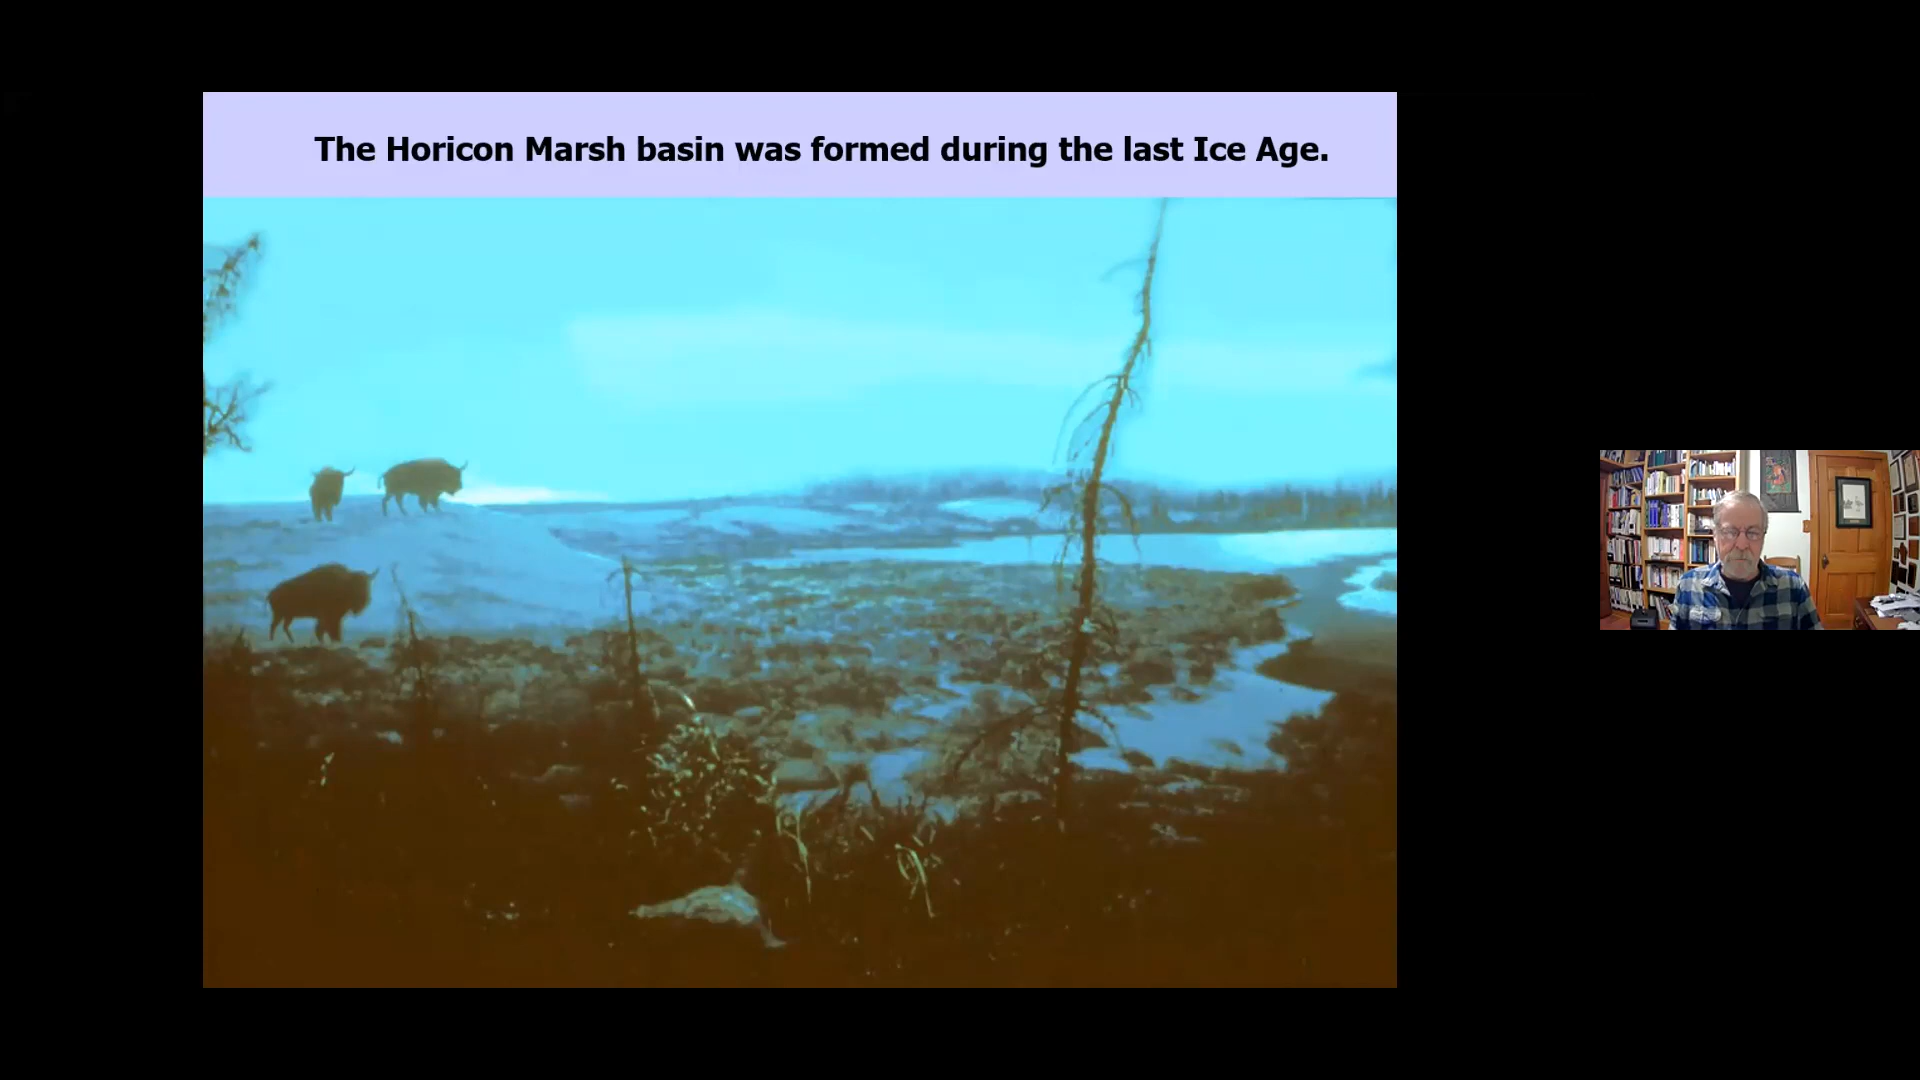 The Horicon Marsh basin was formed during the last Ice Age.